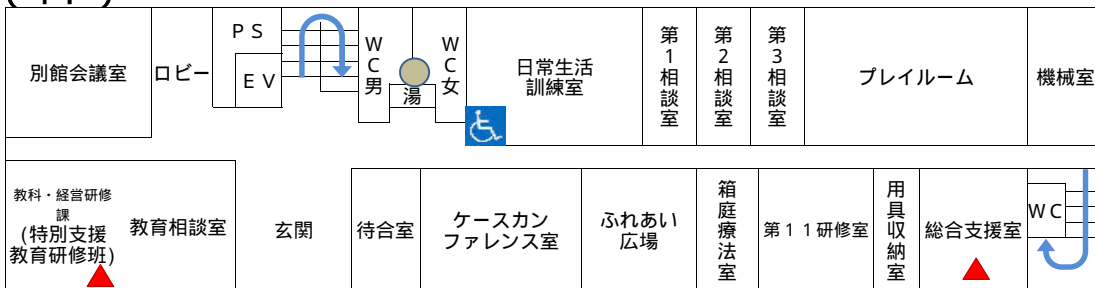 別館会議室
ロビー
ＰＳ
ＥＶ
ＷＣ男
湯
ＷＣ女
日常生活
訓練室
第１相談室
第２相談室
第３相談室
プレイルーム
機械室
教科・経営研修
課
(特別支援
教育研修班)
教育相談室
玄関
待合室
ケースカン
ファレンス室
ふれあい
広場
箱庭療法室
第１１研修室
用具収納室
総合支援室
ＷＣ